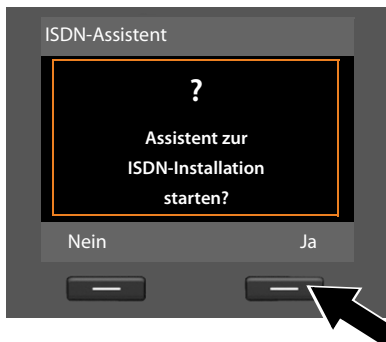 ISDN-Assistent
?
Assistent zur
ISDN-Installation
starten?
Nein Ja